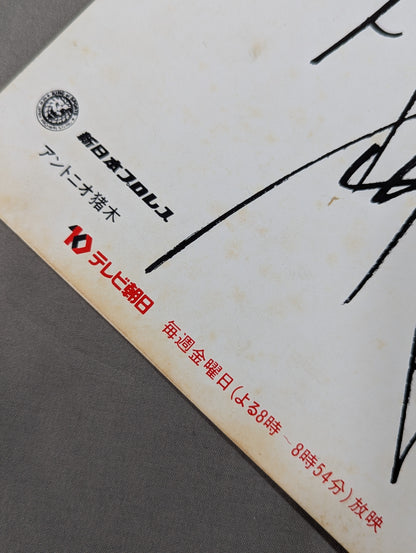 新日本プロレス
アントニオ猪木
10 テレビ朝日
毎週金曜日(よる8時~8時54分)放映